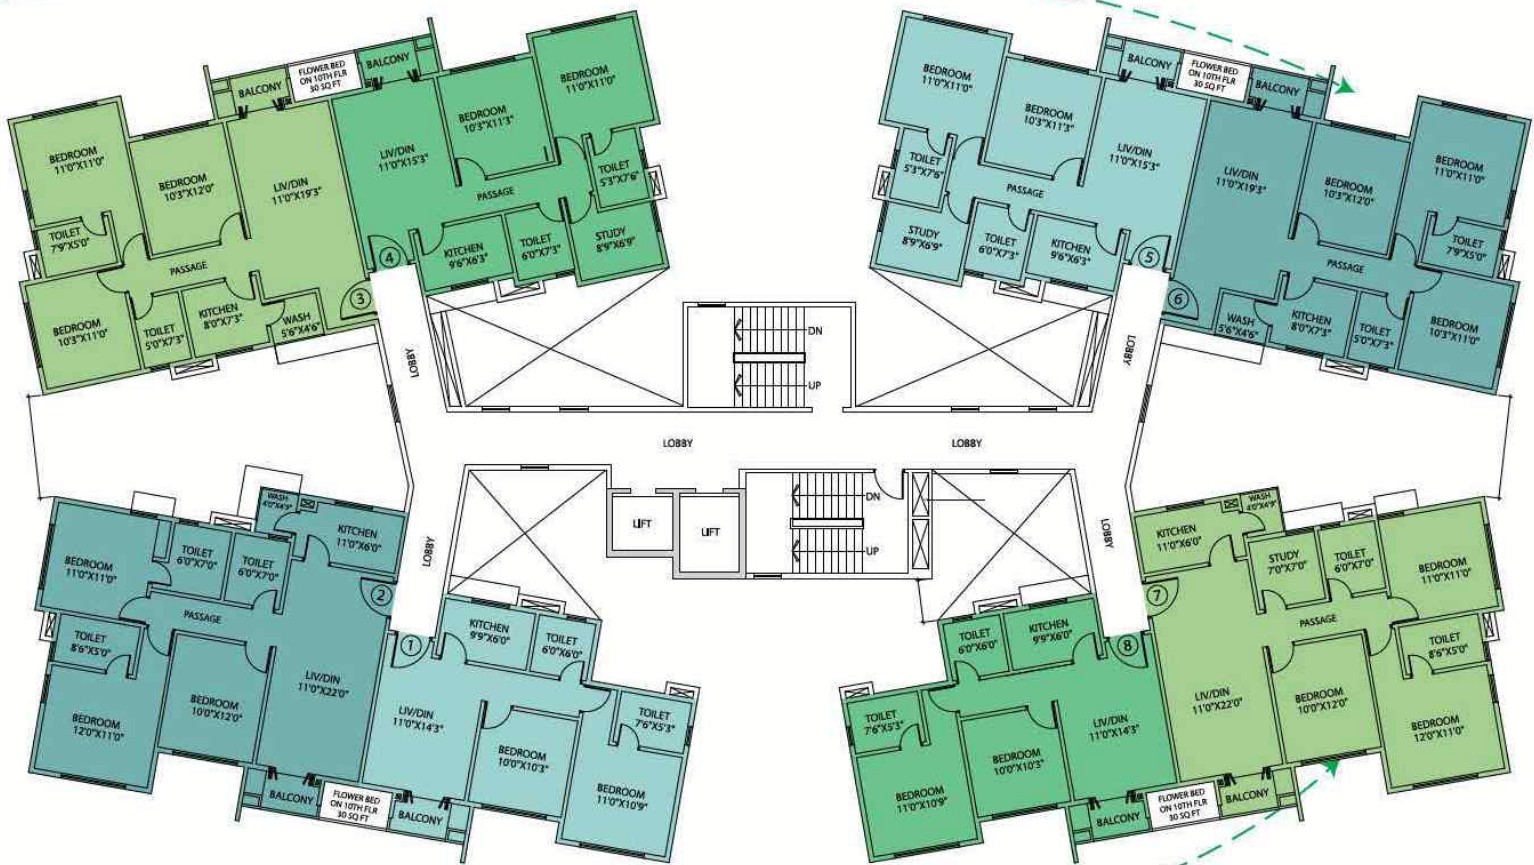 BALCONY
FLOWER BED
ON 10TH FLR
30 SQ FT
BALCONY
BEDROOM
11'0"X11'0"
BEDROOM
10'3"X12'0"
LIV/DIN
11'0"X19'3"
TOILET
7'9"X5'0"
PASSAGE
BEDROOM
10'3"X11'0"
TOILET
5'0"X7'3"
KITCHEN
8'0"X7'3"
WASH
5'6"X4'6"
3
LIV/DIN
11'0"X15'3"
BEDROOM
10'3"X11'3"
BEDROOM
11'0"X11'0"
TOILET
5'3"X7'6"
PASSAGE
KITCHEN
9'6"X6'3"
TOILET
6'0"X7'3"
STUDY
8'9"X6'9"
4
BEDROOM
11'0"X11'0"
BEDROOM
10'3"X11'3"
LIV/DIN
11'0"X15'3"
BALCONY
FLOWER BED
ON 10TH FLR
30 SQ FT
BALCONY
TOILET
5'3"X7'6"
PASSAGE
STUDY
8'9"X6'9"
TOILET
6'0"X7'3"
KITCHEN
9'6"X6'3"
5
LIV/DIN
11'0"X19'3"
BEDROOM
10'3"X12'0"
BEDROOM
11'0"X11'0"
TOILET
7'9"X5'0"
PASSAGE
6
WASH
5'6"X4'6"
KITCHEN
8'0"X7'3"
TOILET
5'0"X7'3"
BEDROOM
10'3"X11'0"
LOBBY
DN
UP
LOBBY
LOBBY
LOBBY
LIFT
LIFT
DN
UP
LOBBY
LOBBY
WASH
4'0"X4'9"
KITCHEN
11'0"X6'0"
BEDROOM
11'0"X11'0"
TOILET
6'0"X7'0"
TOILET
6'0"X7'0"
2
PASSAGE
TOILET
8'6"X5'0"
BEDROOM
12'0"X11'0"
BEDROOM
10'0"X12'0"
LIV/DIN
11'0"X22'0"
BALCONY
FLOWER BED
ON 10TH FLR
30 SQ FT
BALCONY
1
KITCHEN
9'9"X6'0"
TOILET
6'0"X6'0"
LIV/DIN
11'0"X14'3"
BEDROOM
10'0"X10'3"
TOILET
7'6"X5'3"
BEDROOM
11'0"X10'9"
TOILET
6'0"X6'0"
KITCHEN
9'9"X6'0"
8
TOILET
7'6"X5'3"
BEDROOM
11'0"X10'9"
BEDROOM
10'0"X10'3"
LIV/DIN
11'0"X14'3"
BALCONY
FLOWER BED
ON 10TH FLR
30 SQ FT
BALCONY
KITCHEN
11'0"X6'0"
WASH
4'0"X4'9"
STUDY
7'0"X7'0"
TOILET
6'0"X7'0"
BEDROOM
11'0"X11'0"
7
PASSAGE
TOILET
8'6"X5'0"
LIV/DIN
11'0"X22'0"
BEDROOM
10'0"X12'0"
BEDROOM
12'0"X11'0"